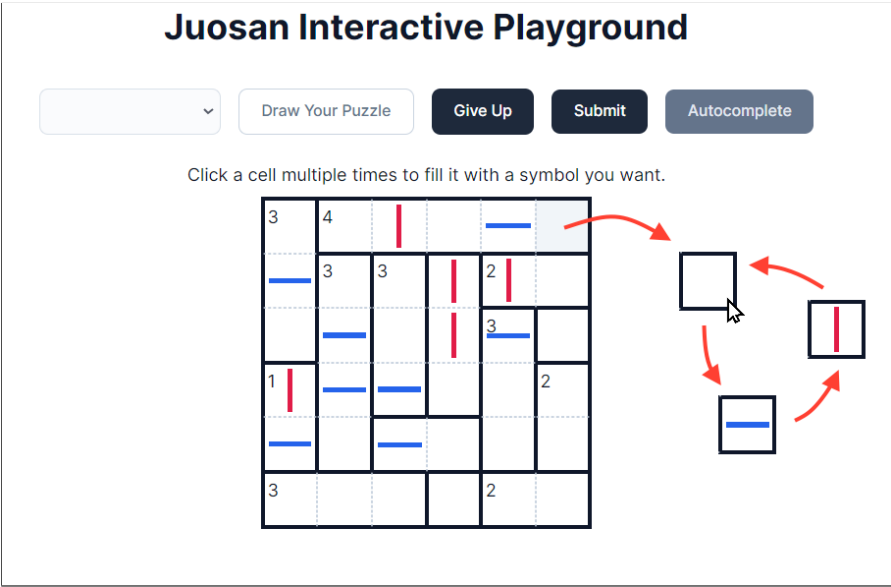 Juosan Interactive Playground
Draw Your Puzzle Give Up Submit Autocomplete
Click a cell multiple times to fill it with a symbol you want.
3 4
3 3 2
3
1 2
3 2